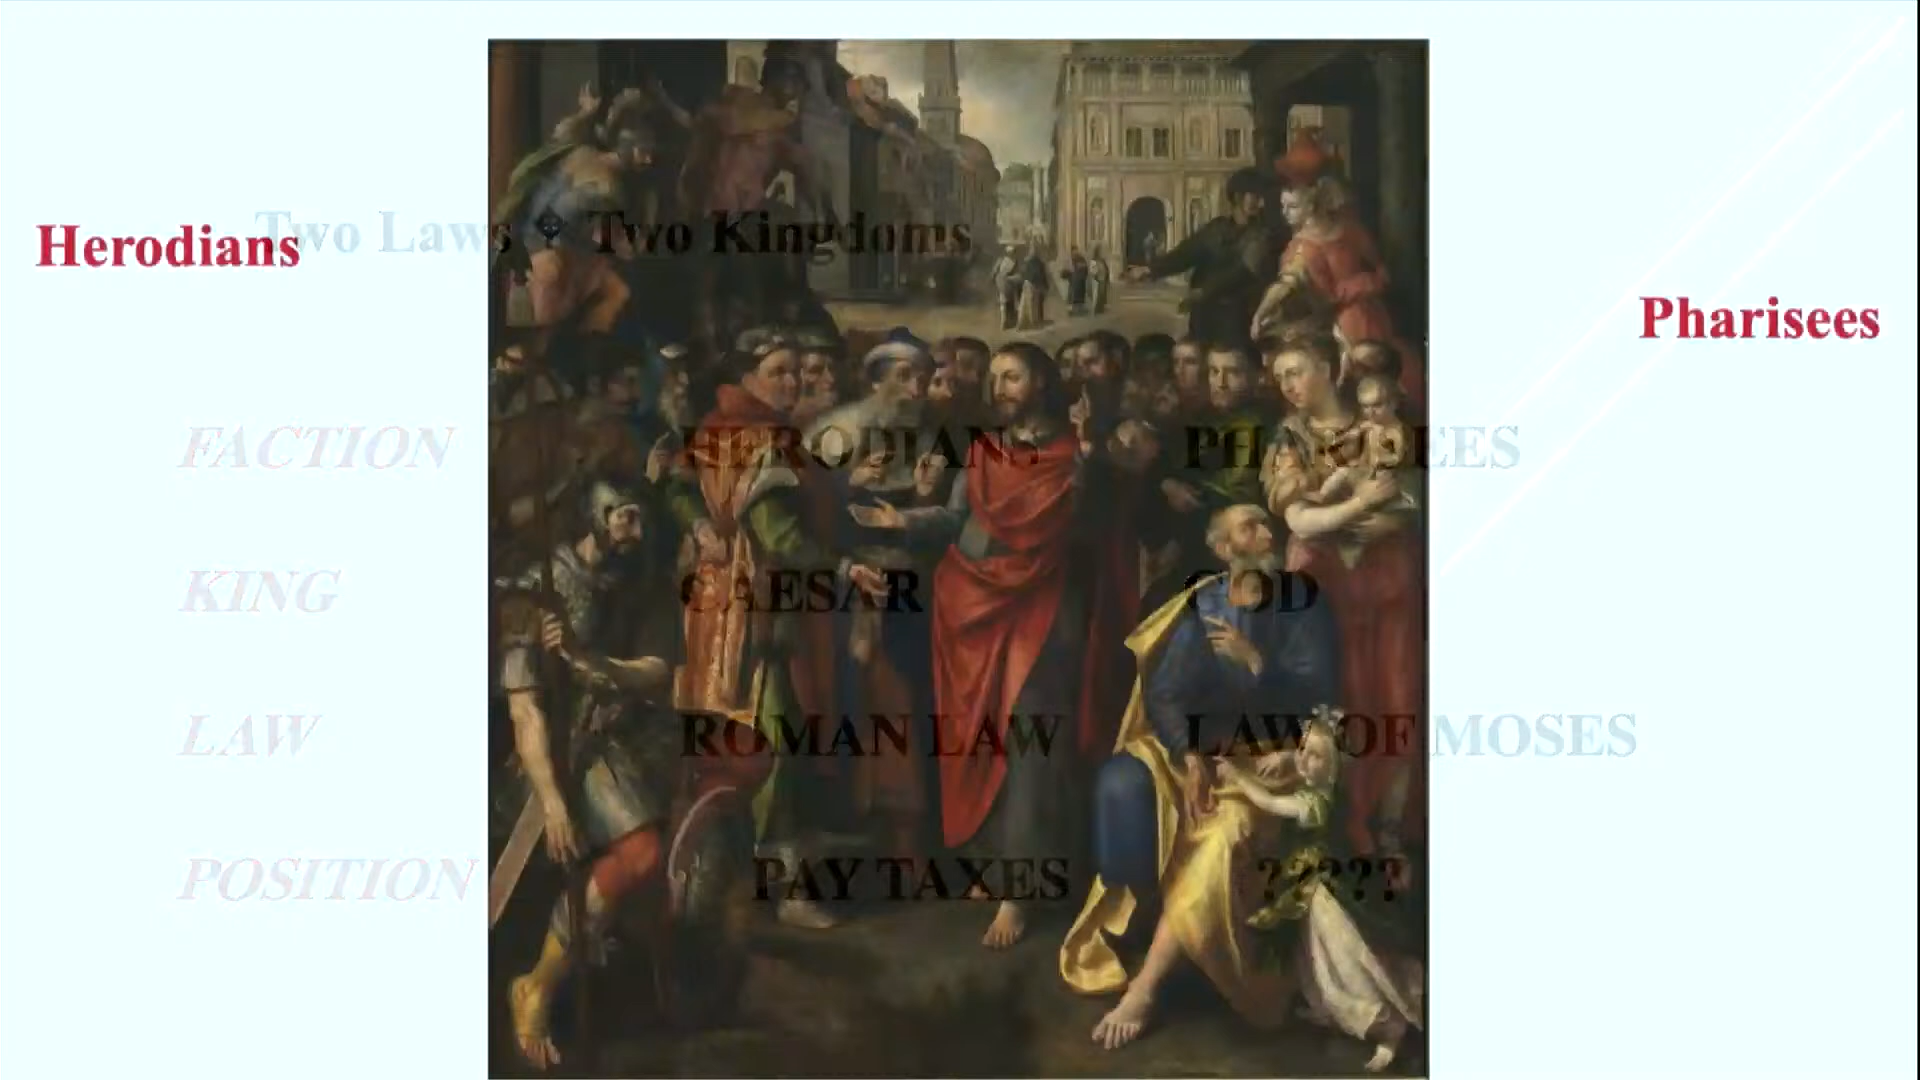 Two Laws ✥ Two Kingdoms
Herodians
Pharisees
FACTION HERODIANS PHARISEES
KING CAESAR GOD
LAW ROMAN LAW LAW OF MOSES
POSITION PAY TAXES ?????